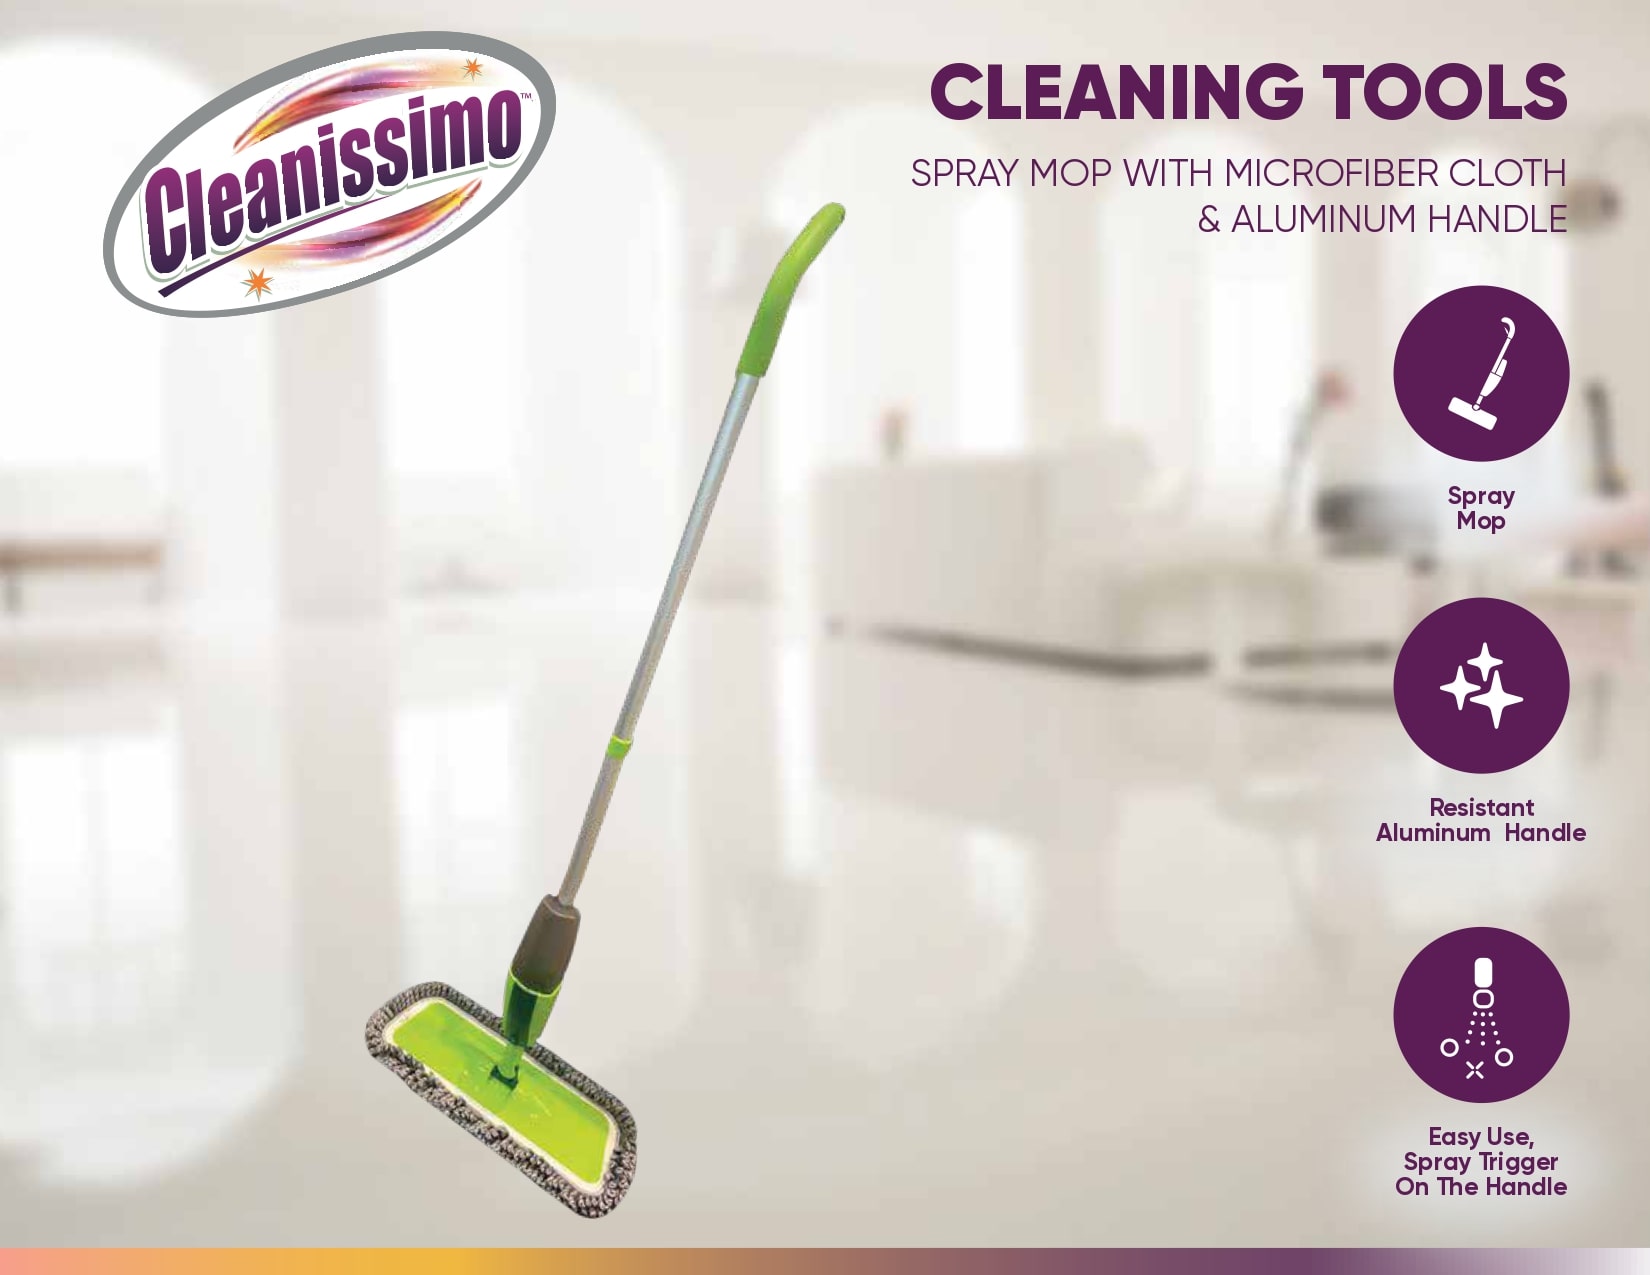 Cleanissimo™
CLEANING TOOLS
SPRAY MOP WITH MICROFIBER CLOTH
& ALUMINUM HANDLE
Spray
Mop
Resistant
Aluminum Handle
Easy Use,
Spray Trigger
On The Handle